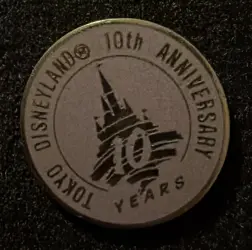 TOKYO DISNEYLAND® 10th ANNIVERSARY
10
YEARS